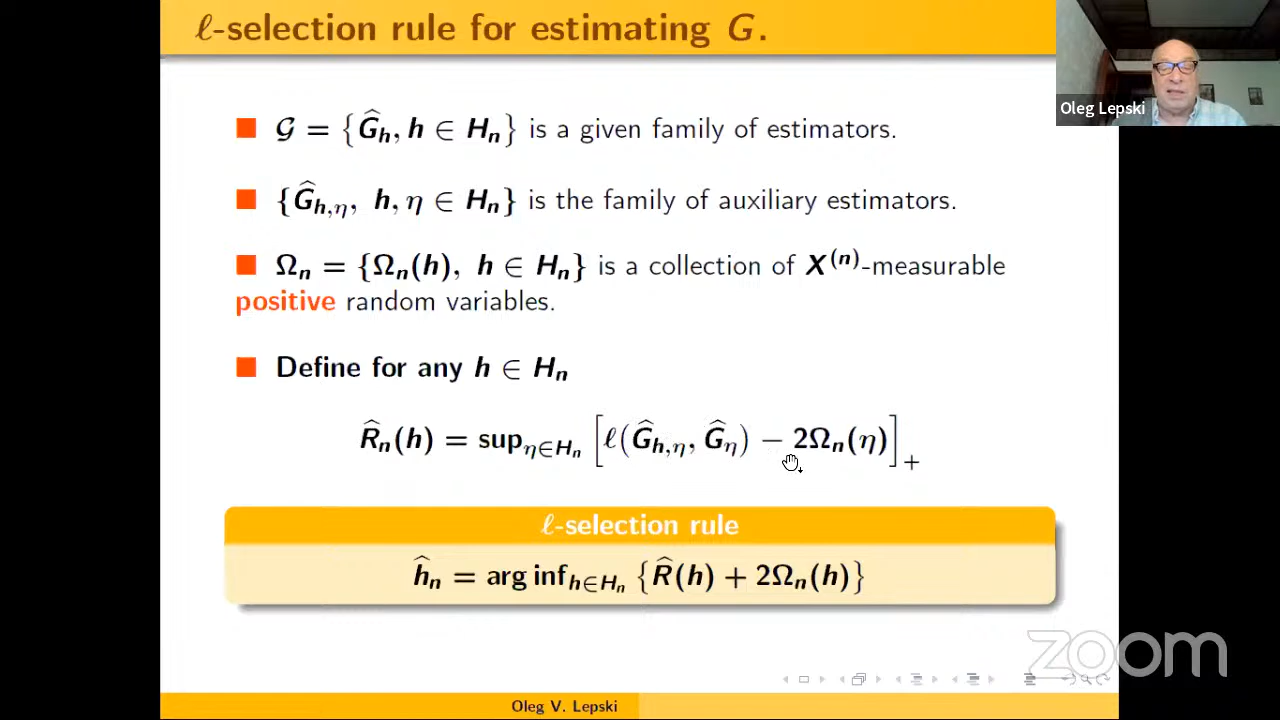 ℓ-selection rule for estimating G.
Oleg Lepski
𝒢 = {Ĝ_h, h ∈ H_n} is a given family of estimators.
{Ĝ_{h,η}, h, η ∈ H_n} is the family of auxiliary estimators.
Ω_n = {Ω_n(h), h ∈ H_n} is a collection of X^{(n)}-measurable
positive random variables.
Define for any h ∈ H_n
R̂_n(h) = sup_{η∈H_n} [ℓ(Ĝ_{h,η}, Ĝ_η) − 2Ω_n(η)]_+
ℓ-selection rule
ĥ_n = arg inf_{h∈H_n} {R̂(h) + 2Ω_n(h)}
zoom
Oleg V. Lepski